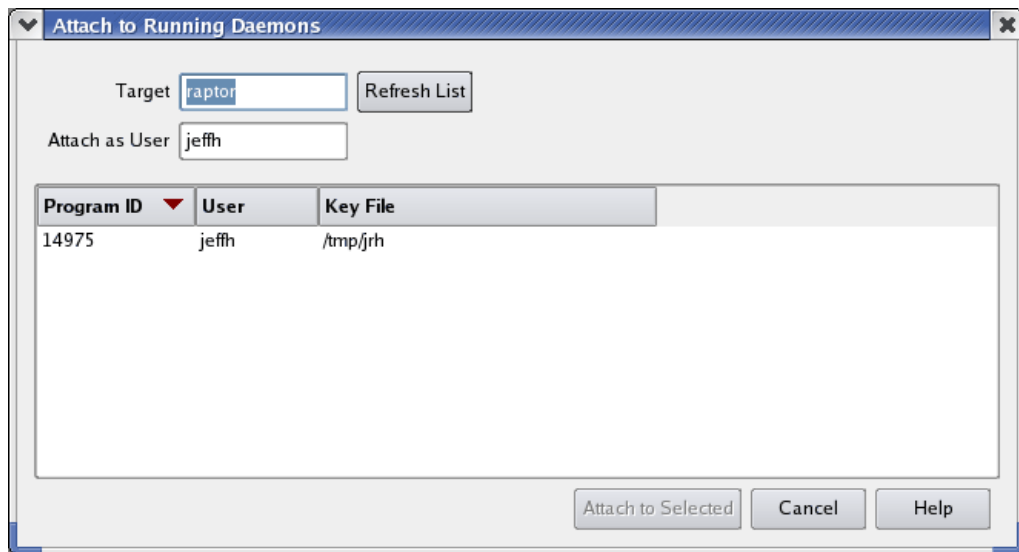 Attach to Running Daemons
Target raptor Refresh List
Attach as User jeffh
Program ID User Key File
14975 jeffh /tmp/jrh
Attach to Selected Cancel Help